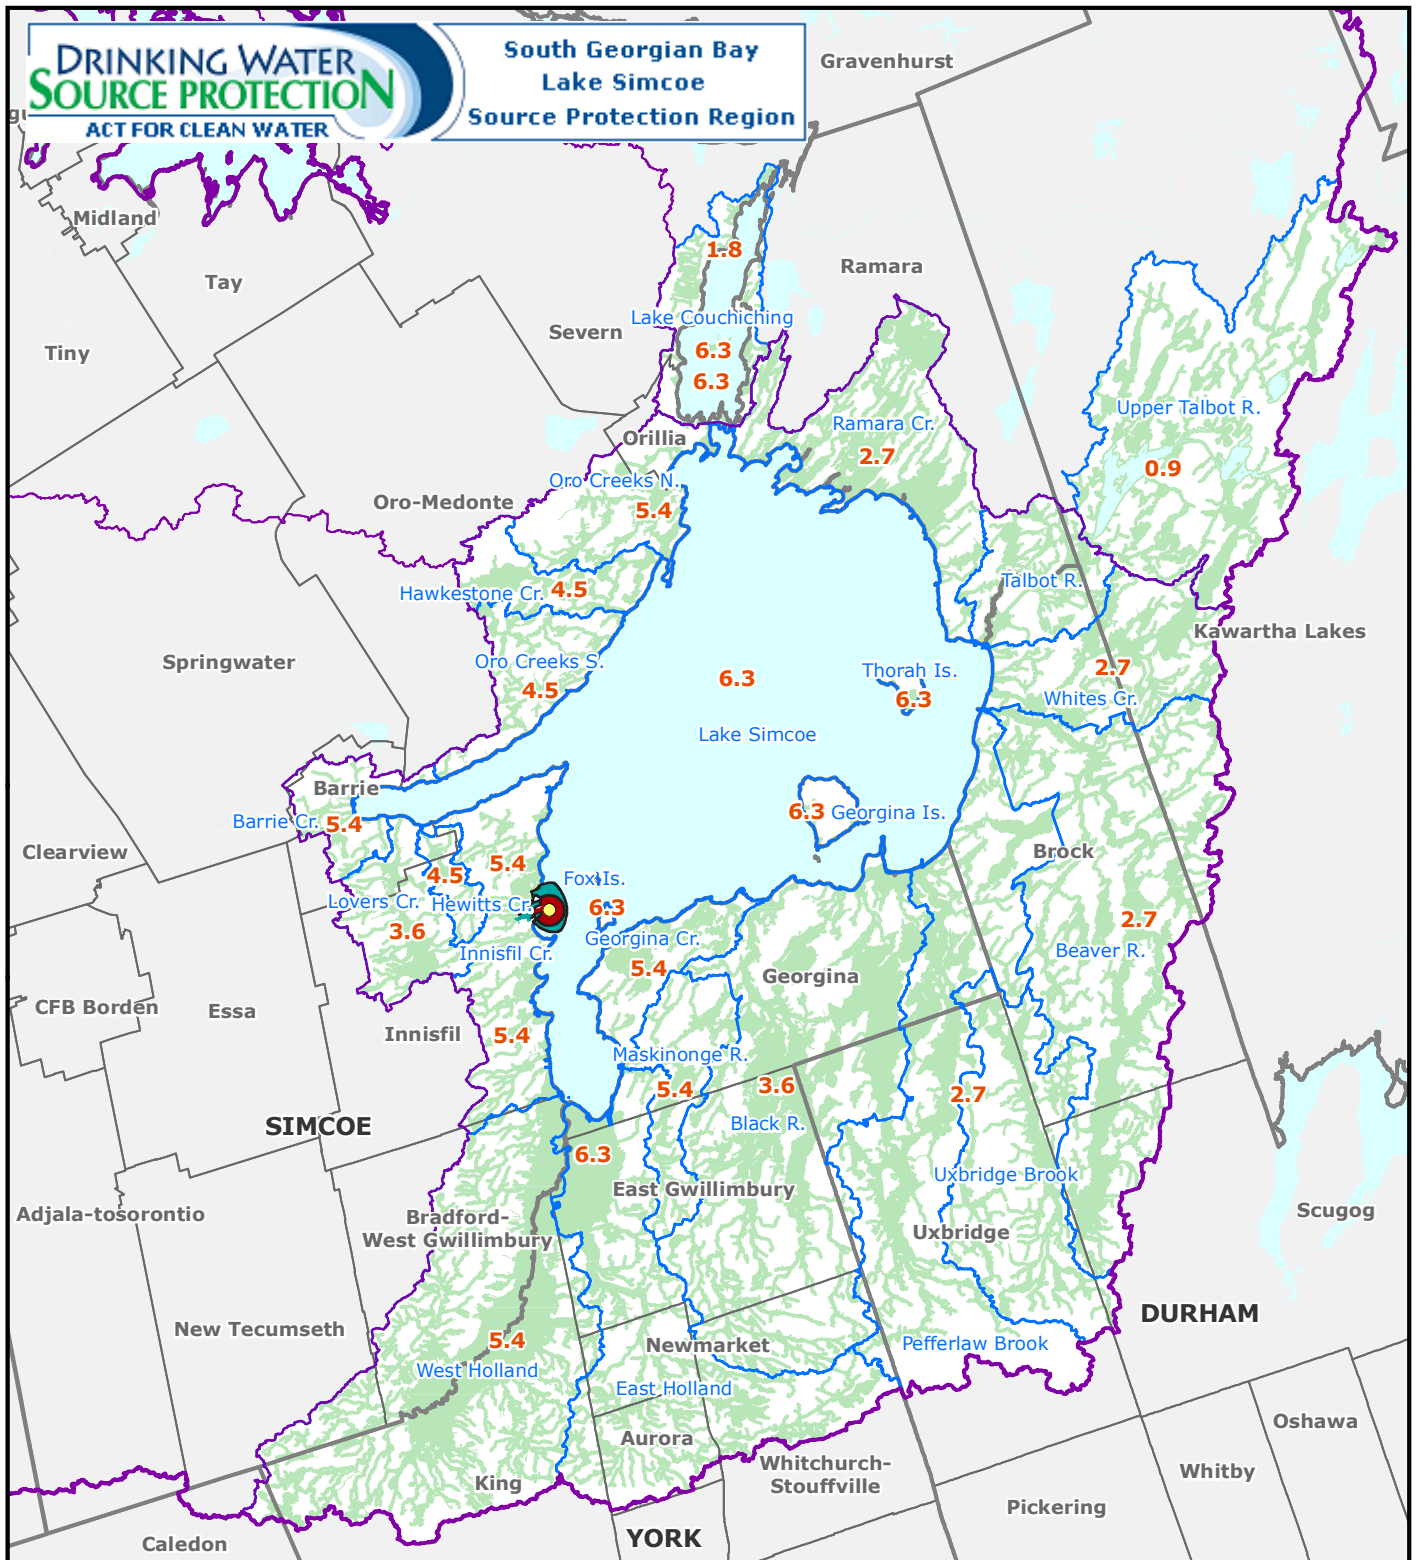 DRINKING WATER
SOURCE PROTECTION
ACT FOR CLEAN WATER
South Georgian Bay
Lake Simcoe
Source Protection Region
Gravenhurst
Midland
Tay
Tiny
Severn
Ramara
1.8
Lake Couchiching
6.3
6.3
Orillia
Ramara Cr.
2.7
Upper Talbot R.
0.9
Oro-Medonte
Oro Creeks N.
5.4
Hawkestone Cr.
4.5
Talbot R.
Kawartha Lakes
Springwater
Oro Creeks S.
4.5
6.3
Thorah Is.
6.3
2.7
Whites Cr.
Lake Simcoe
Barrie
Barrie Cr.
5.4
6.3
Georgina Is.
Clearview
Brock
5.4
4.5
Fox Is.
6.3
Lovers Cr.
Hewitts Cr.
3.6
2.7
Georgina Cr.
Innisfil Cr.
5.4
Beaver R.
Georgina
CFB Borden
Essa
Innisfil
5.4
Maskinonge R.
5.4
3.6
2.7
SIMCOE
Black R.
6.3
East Gwillimbury
Uxbridge Brook
Adjala-tosorontio
Bradford-
West Gwillimbury
Uxbridge
Scugog
New Tecumseth
DURHAM
5.4
West Holland
Newmarket
Pefferlaw Brook
East Holland
Aurora
Oshawa
Whitchurch-
Stouffville
Whitby
King
Pickering
Caledon
YORK